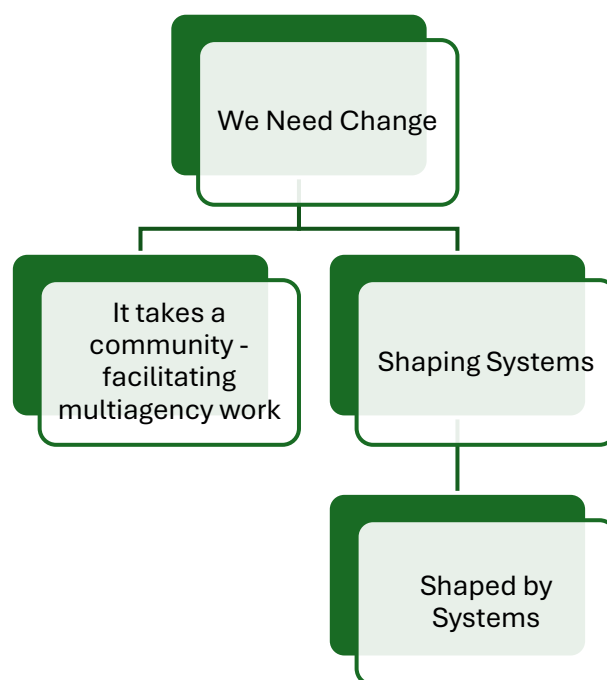 We Need Change
It takes a
community -
facilitating
multiagency work
Shaping Systems
Shaped by
Systems